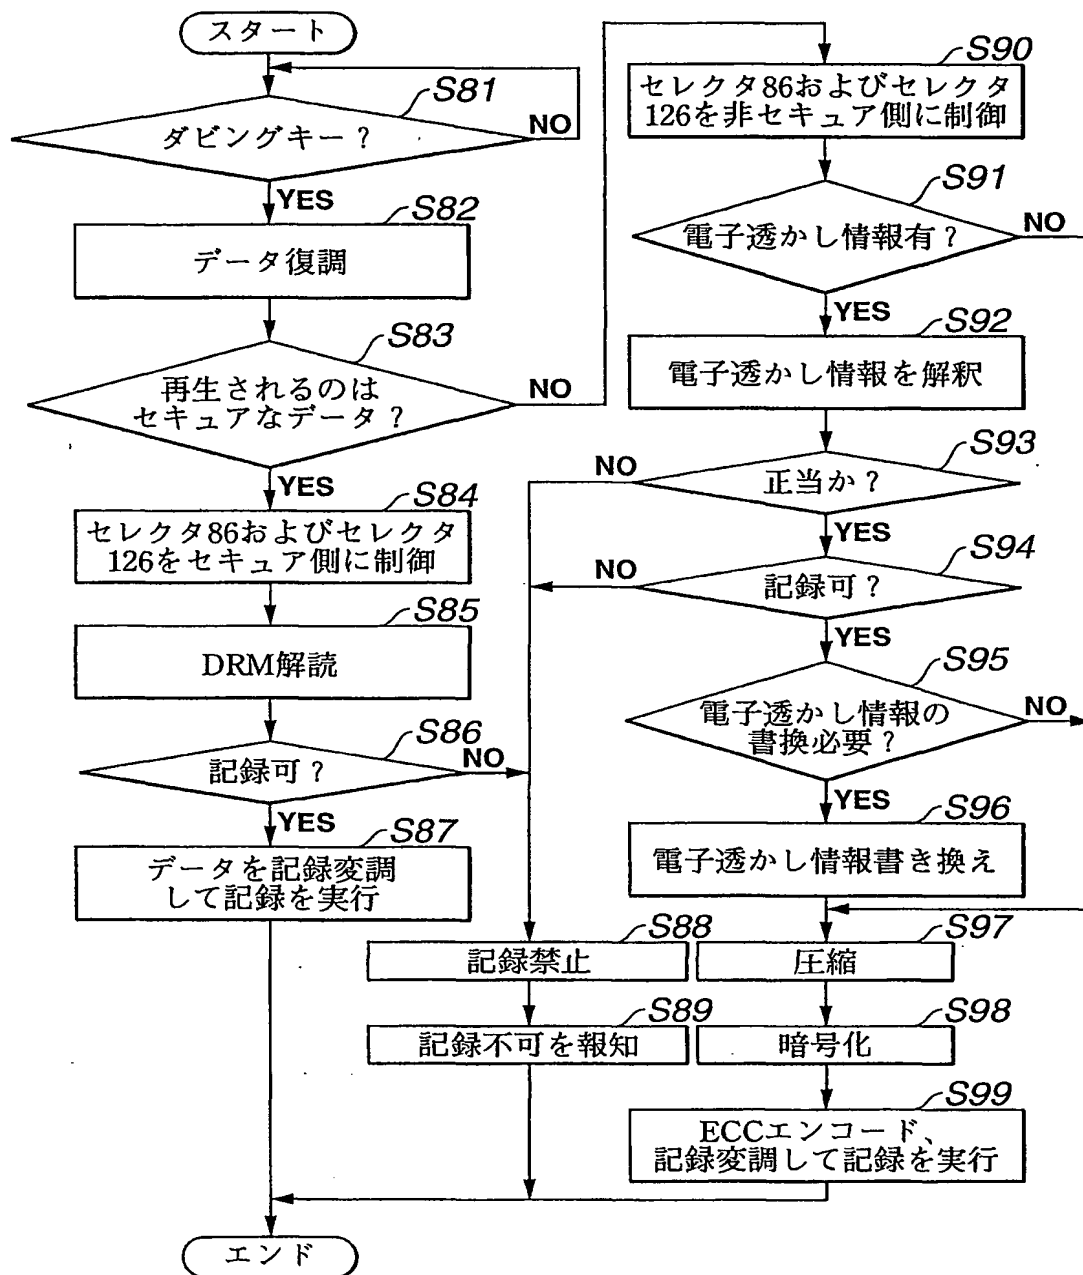 スタート
S81
ダビングキー?
NO
YES
S82
データ復調
S83
再生されるのは
セキュアなデータ?
NO
YES
S84
セレクタ86およびセレクタ
126をセキュア側に制御
S85
DRM解読
S86
記録可?
NO
YES
S87
データを記録変調
して記録を実行
S88
記録禁止
S89
記録不可を報知
S90
セレクタ86およびセレクタ
126を非セキュア側に制御
S91
電子透かし情報有?
NO
YES
S92
電子透かし情報を解釈
S93
正当か?
NO
YES
S94
記録可?
NO
YES
S95
電子透かし情報の
書換必要?
NO
YES
S96
電子透かし情報書き換え
S97
圧縮
S98
暗号化
S99
ECCエンコード、
記録変調して記録を実行
エンド